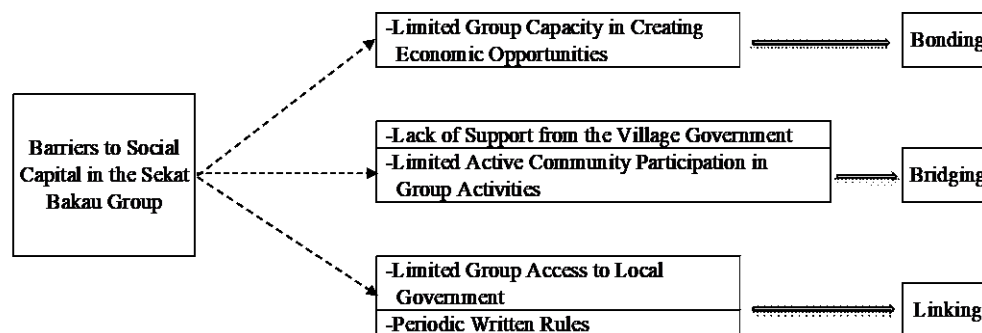 -Limited Group Capacity in Creating
Economic Opportunities
Bonding
Barriers to Social
Capital in the Sekat
Bakau Group
-Lack of Support from the Village Government
-Limited Active Community Participation in
Group Activities
Bridging
-Limited Group Access to Local
Government
-Periodic Written Rules
Linking